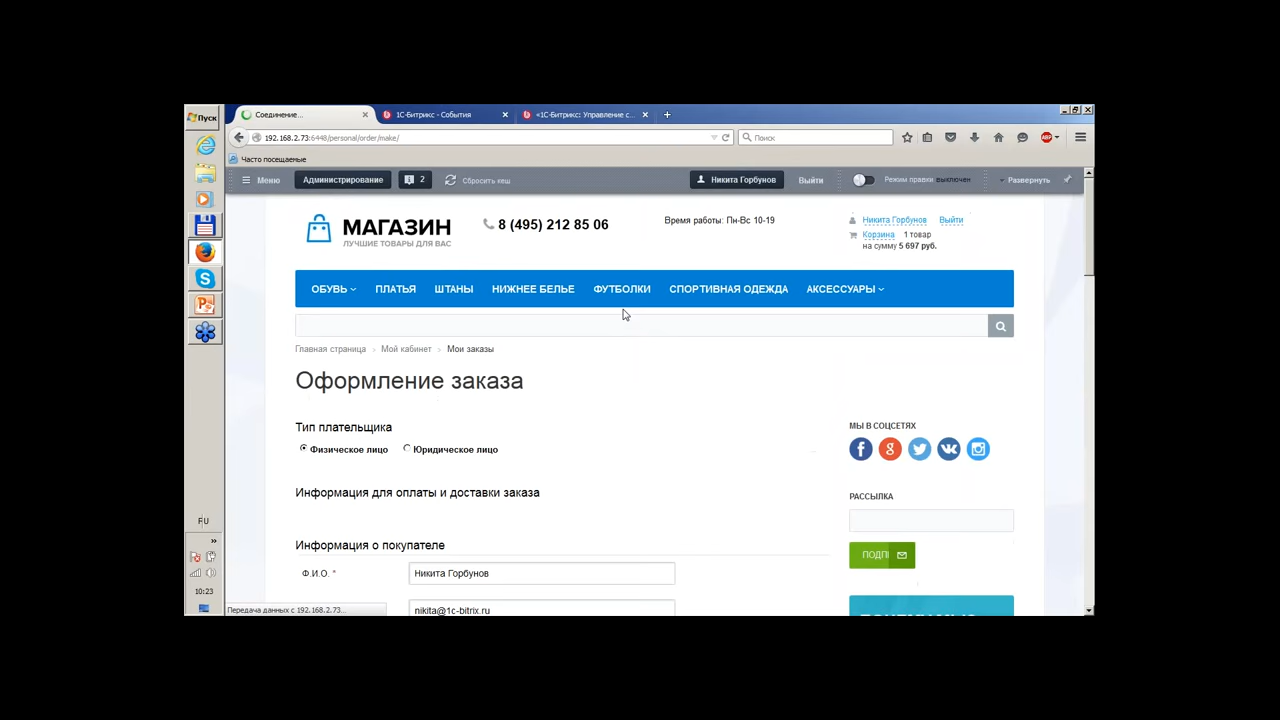 Пуск
Соединение...
1С-Битрикс - События
«1С-Битрикс: Управление с...
192.168.2.73:6448/personal/order/make/
Поиск
ABP
Часто посещаемые
Меню
Администрирование
2
Сбросить кеш
Никита Горбунов
Выйти
Режим правки выключен
Развернуть
МАГАЗИН
ЛУЧШИЕ ТОВАРЫ ДЛЯ ВАС
8 (495) 212 85 06
Время работы: Пн-Вс 10-19
Никита Горбунов Выйти
Корзина 1 товар
на сумму 5 697 руб.
ОБУВЬ ПЛАТЬЯ ШТАНЫ НИЖНЕЕ БЕЛЬЕ ФУТБОЛКИ СПОРТИВНАЯ ОДЕЖДА АКСЕССУАРЫ
Главная страница > Мой кабинет > Мои заказы
Оформление заказа
Тип плательщика
Физическое лицо Юридическое лицо
Информация для оплаты и доставки заказа
Информация о покупателе
Ф.И.О. * Никита Горбунов
nikita@1c-bitrix.ru
МЫ В СОЦСЕТЯХ
РАССЫЛКА
ПОДПИ
10:23
Передача данных с 192.168.2.73...